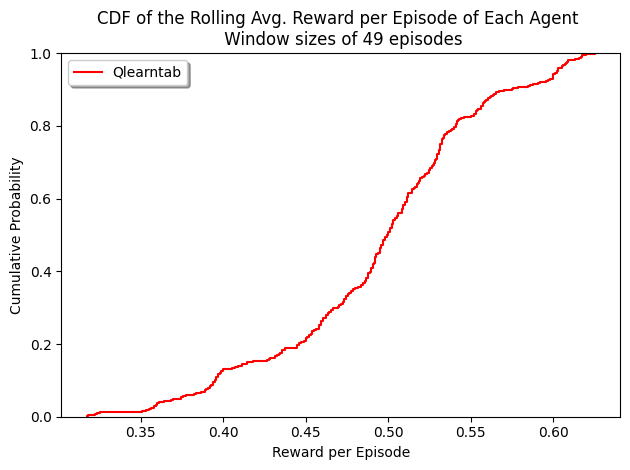 CDF of the Rolling Avg. Reward per Episode of Each Agent
Window sizes of 49 episodes
Qlearntab
Cumulative Probability
1.0
0.8
0.6
0.4
0.2
0.0
0.35 0.40 0.45 0.50 0.55 0.60
Reward per Episode